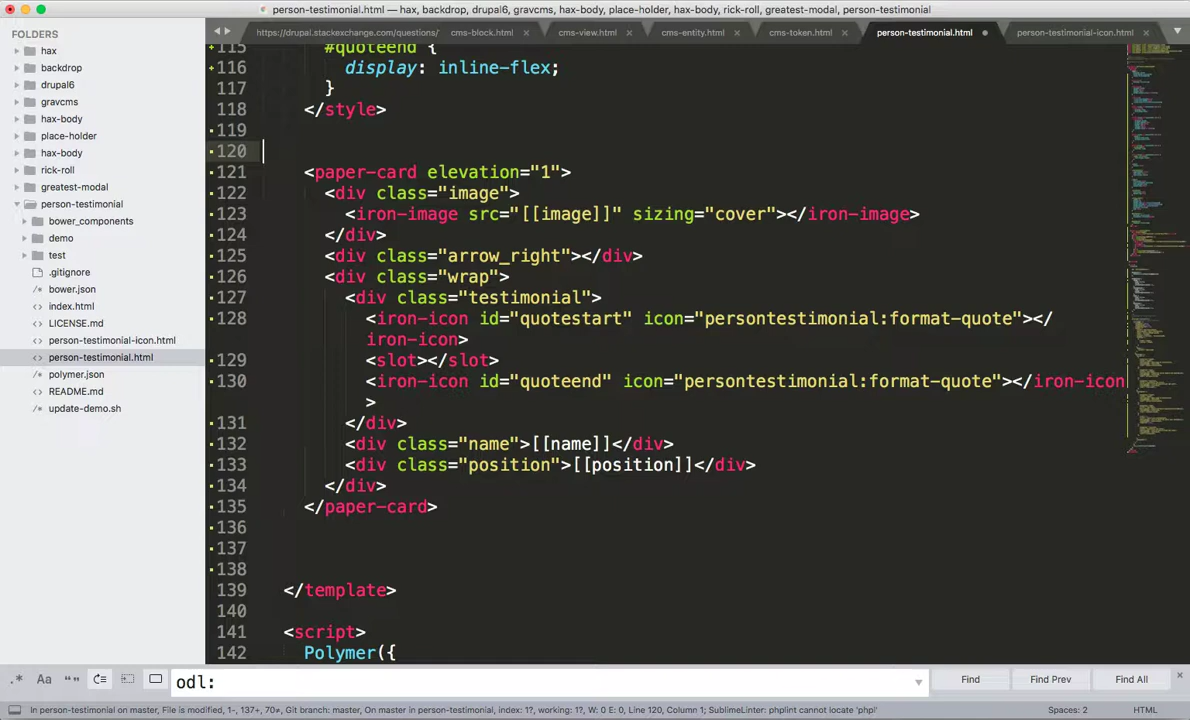 person-testimonial.html — hax, backdrop, drupal6, gravcms, hax-body, place-holder, hax-body, rick-roll, greatest-modal, person-testimonial
FOLDERS
hax
backdrop
drupal6
gravcms
hax-body
place-holder
hax-body
rick-roll
greatest-modal
person-testimonial
bower_components
demo
test
.gitignore
bower.json
index.html
LICENSE.md
person-testimonial-icon.html
person-testimonial.html
polymer.json
README.md
update-demo.sh
https://drupal.stackexchange.com/questions/ cms-block.html cms-view.html cms-entity.html cms-token.html person-testimonial.html person-testimonial-icon.html
115 #quoteend {
116 display: inline-flex;
117 }
118 </style>
119
120
121 <paper-card elevation="1">
122 <div class="image">
123 <iron-image src="[[image]]" sizing="cover"></iron-image>
124 </div>
125 <div class="arrow_right"></div>
126 <div class="wrap">
127 <div class="testimonial">
128 <iron-icon id="quotestart" icon="persontestimonial:format-quote"></
iron-icon>
129 <slot></slot>
130 <iron-icon id="quoteend" icon="persontestimonial:format-quote"></iron-icon
>
131 </div>
132 <div class="name">[[name]]</div>
133 <div class="position">[[position]]</div>
134 </div>
135 </paper-card>
136
137
138
139 </template>
140
141 <script>
142 Polymer({
.* Aa “” odl: Find Find Prev Find All
In person-testimonial on master, File is modified, 1-, 137+, 70≠, Git branch: master, On master in person-testimonial, index: 1?, working: 1?, W: 0 E: 0, Line 120, Column 1; SublimeLinter: phplint cannot locate 'phpl' Spaces: 2 HTML